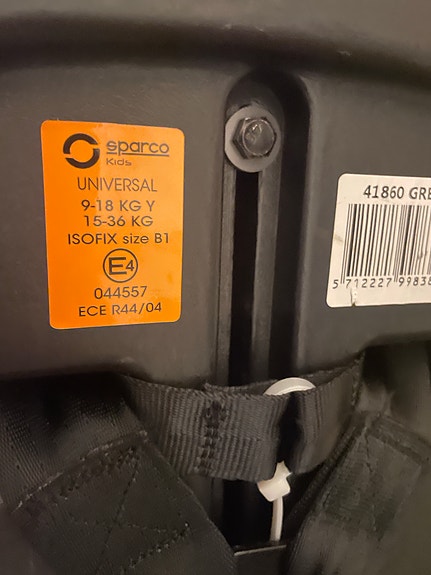 sparco
Kids
UNIVERSAL
9-18 KG Y
15-36 KG
ISOFIX size B1
E4
044557
ECE R44/04
41860 GRE
5 712227 99838